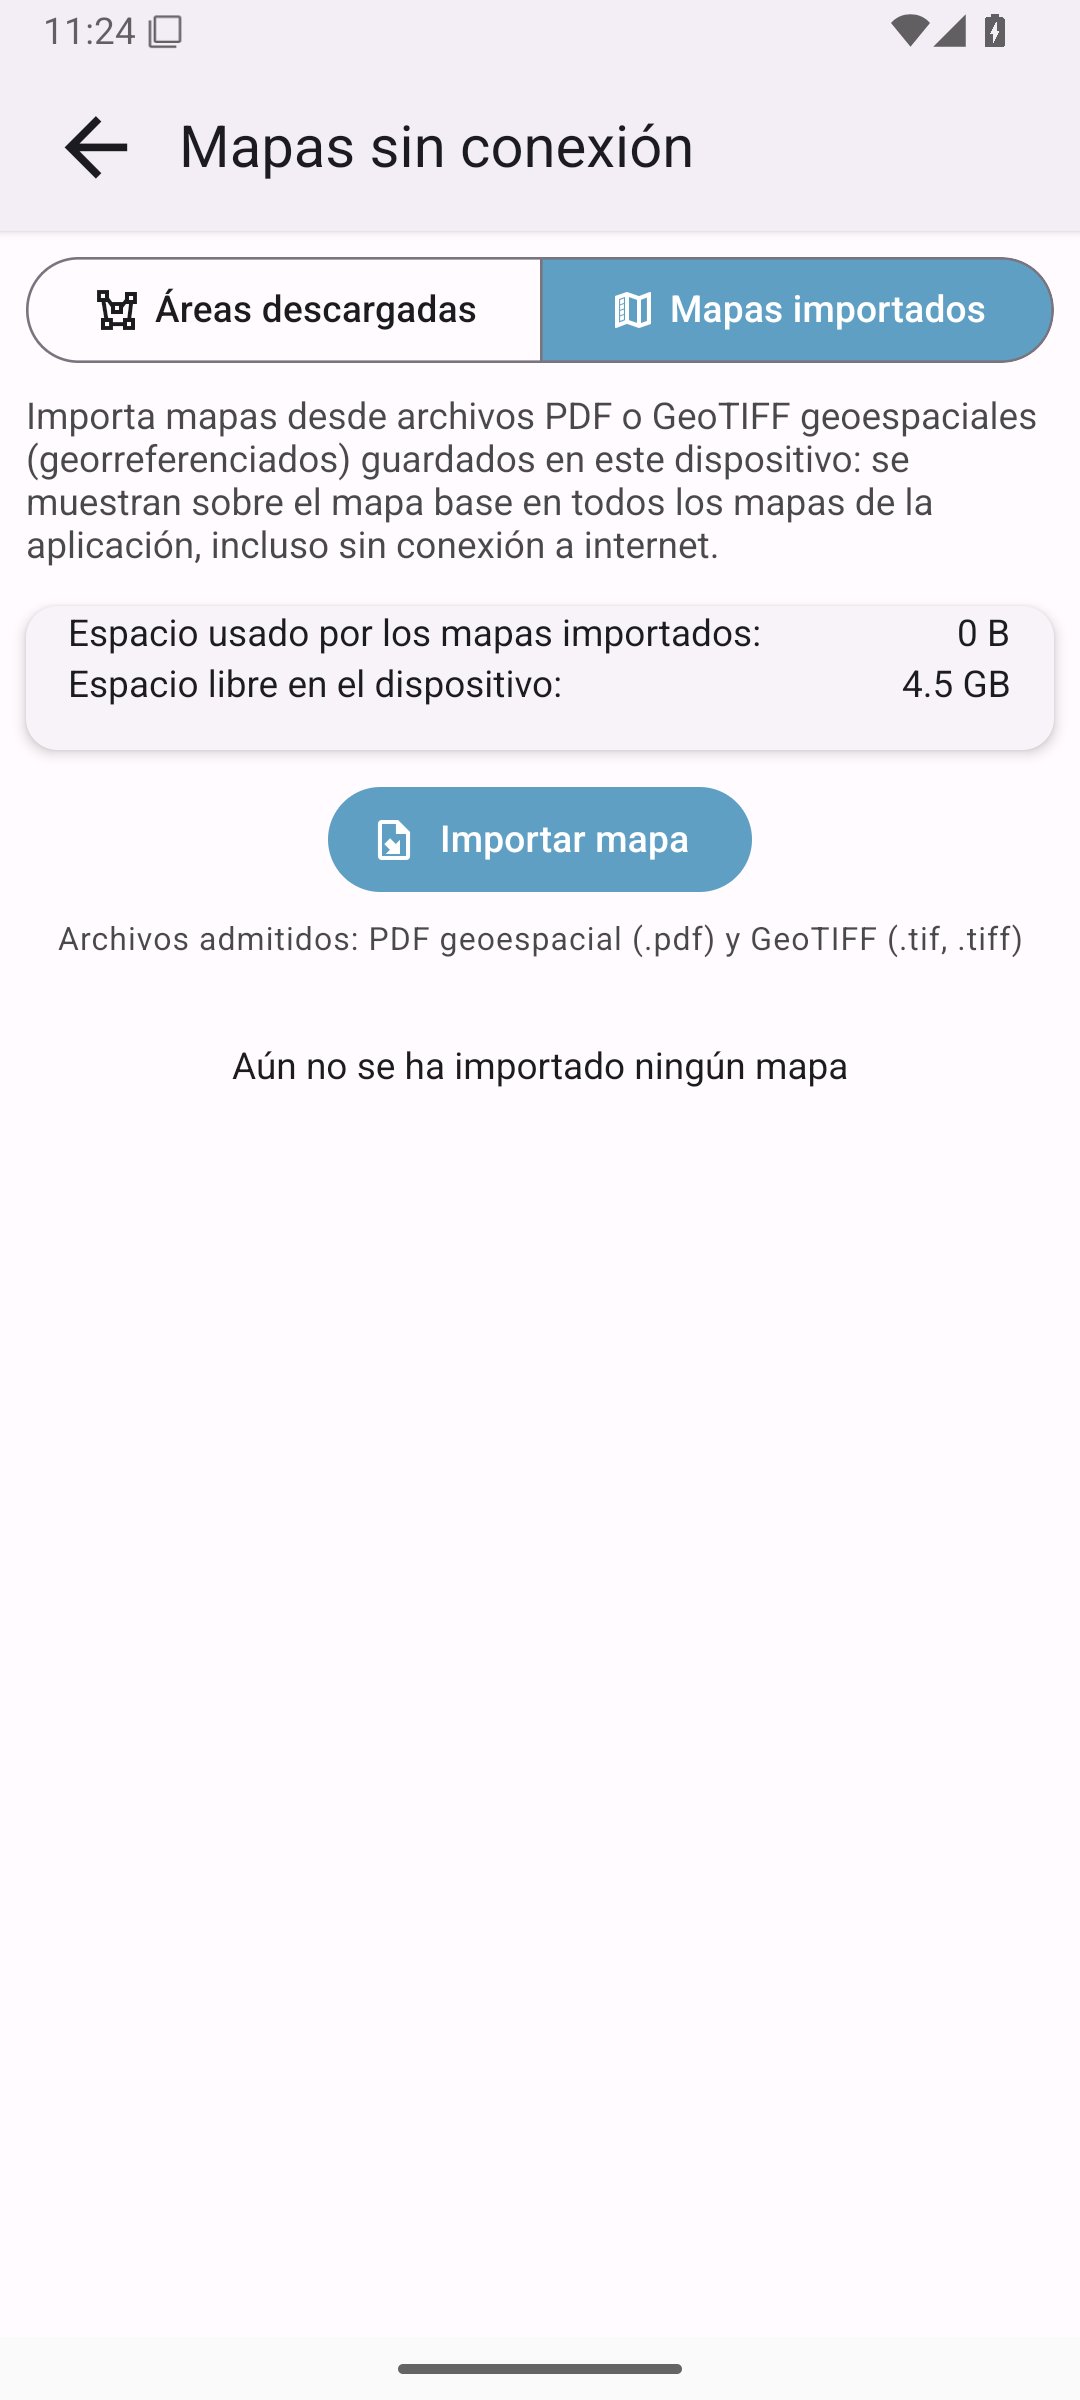 11:24
Mapas sin conexión
Áreas descargadas
Mapas importados
Importa mapas desde archivos PDF o GeoTIFF geoespaciales
(georreferenciados) guardados en este dispositivo: se
muestran sobre el mapa base en todos los mapas de la
aplicación, incluso sin conexión a internet.
Espacio usado por los mapas importados: 0 B
Espacio libre en el dispositivo: 4.5 GB
Importar mapa
Archivos admitidos: PDF geoespacial (.pdf) y GeoTIFF (.tif, .tiff)
Aún no se ha importado ningún mapa